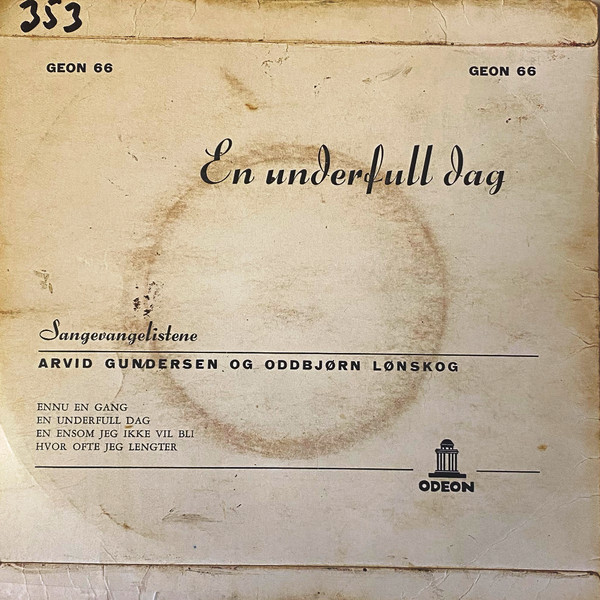 353
GEON 66
GEON 66
En underfull dag
Sangevangelistene
ARVID GUNDERSEN OG ODDBJØRN LØNSKOG
ENNU EN GANG
EN UNDERFULL DAG
EN ENSOM JEG IKKE VIL BLI
HVOR OFTE JEG LENGTER
ODEON